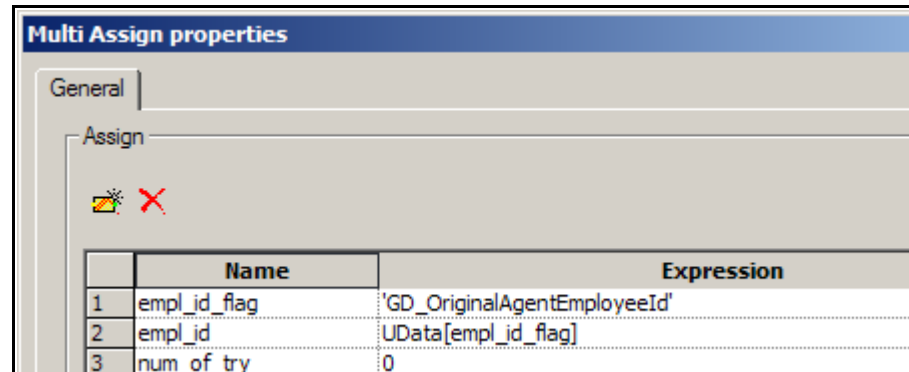 Multi Assign properties
General
Assign
Name Expression
1 empl_id_flag 'GD_OriginalAgentEmployeeId'
2 empl_id UData[empl_id_flag]
3 num_of_try 0